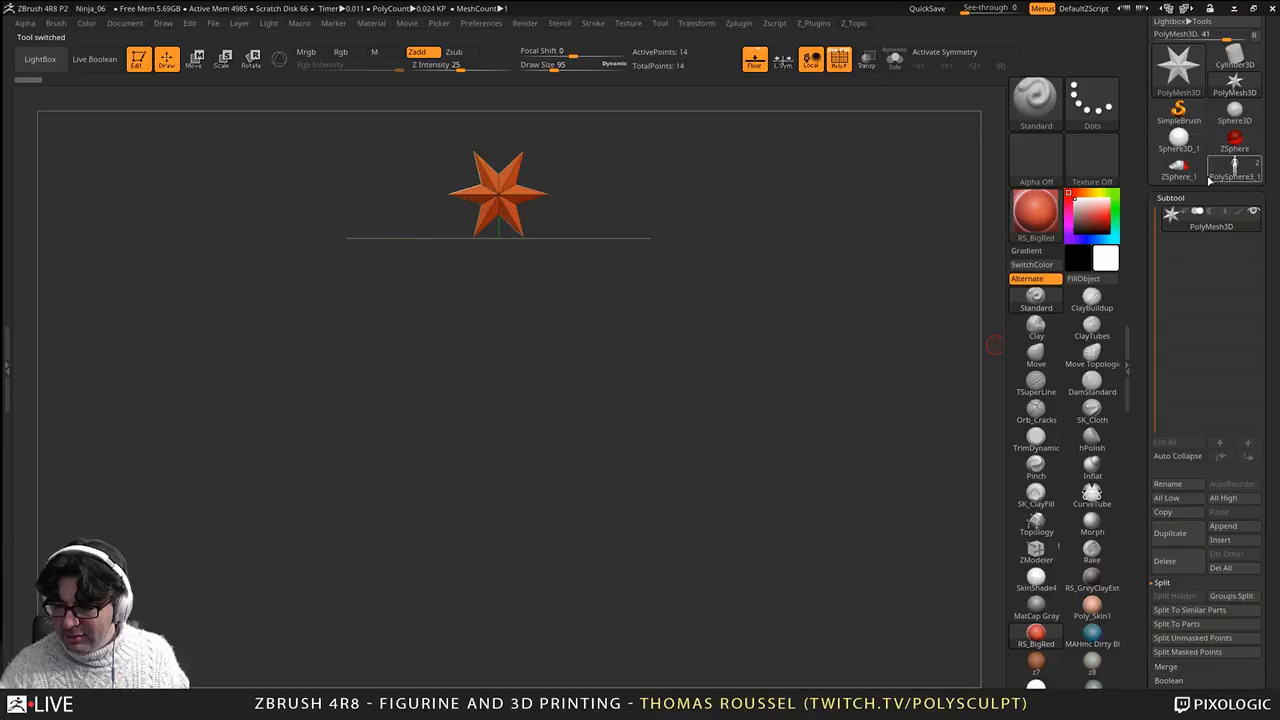 ZBrush 4R8 P2 Ninja_06 • Free Mem 5.69GB • Active Mem 4985 • Scratch Disk 66 • Timer▶0.011 • PolyCount▶0.024 KP • MeshCount▶1 QuickSave See-through 0 Menus DefaultZScript
Alpha Brush Color Document Draw Edit File Layer Light Macro Marker Material Movie Picker Preferences Render Stencil Stroke Texture Tool Transform Zplugin Zscript Z_Plugins Z_Topo
Tool switched
LightBox Live Boolean Edit Draw Move Scale Rotate
Mrgb Rgb M Zadd Zsub
Rgb Intensity Z Intensity 25
Focal Shift 0
Draw Size 95 Dynamic
ActivePoints: 14
TotalPoints: 14
Floor L.Sym Local PolyF Transp Dynamic Solo
Activate Symmetry
(R)
Standard Dots
Alpha Off Texture Off
RS_BigRed
Gradient
SwitchColor
Alternate FillObject
Standard ClayBuildup
Clay ClayTubes
Move Move Topologic
TSuperLine DamStandard
Orb_Cracks SK_Cloth
TrimDynamic hPolish
Pinch Inflat
SK_ClayFill CurveTube
Topology Morph
ZModeler 1 Rake
SkinShade4 RS_GreyClayExt
MatCap Gray Poly_Skin1
RS_BigRed MAHmc Dirty Bl
z7 z8
Lightbox▶Tools
PolyMesh3D. 41 R
PolyMesh3D Cylinder3D
PolyMesh3D
SimpleBrush Sphere3D
Sphere3D_1 ZSphere
2
ZSphere_1 PolySphere3_1
Subtool
PolyMesh3D
List All
Auto Collapse
Rename AutoReorder
All Low All High
Copy Paste
Duplicate Append
Insert
Delete Del Other
Del All
Split
Split Hidden Groups Split
Split To Similar Parts
Split To Parts
Split Unmasked Points
Split Masked Points
Merge
Boolean
LIVE ZBRUSH 4R8 - FIGURINE AND 3D PRINTING - THOMAS ROUSSEL (TWITCH.TV/POLYSCULPT) PIXOLOGIC